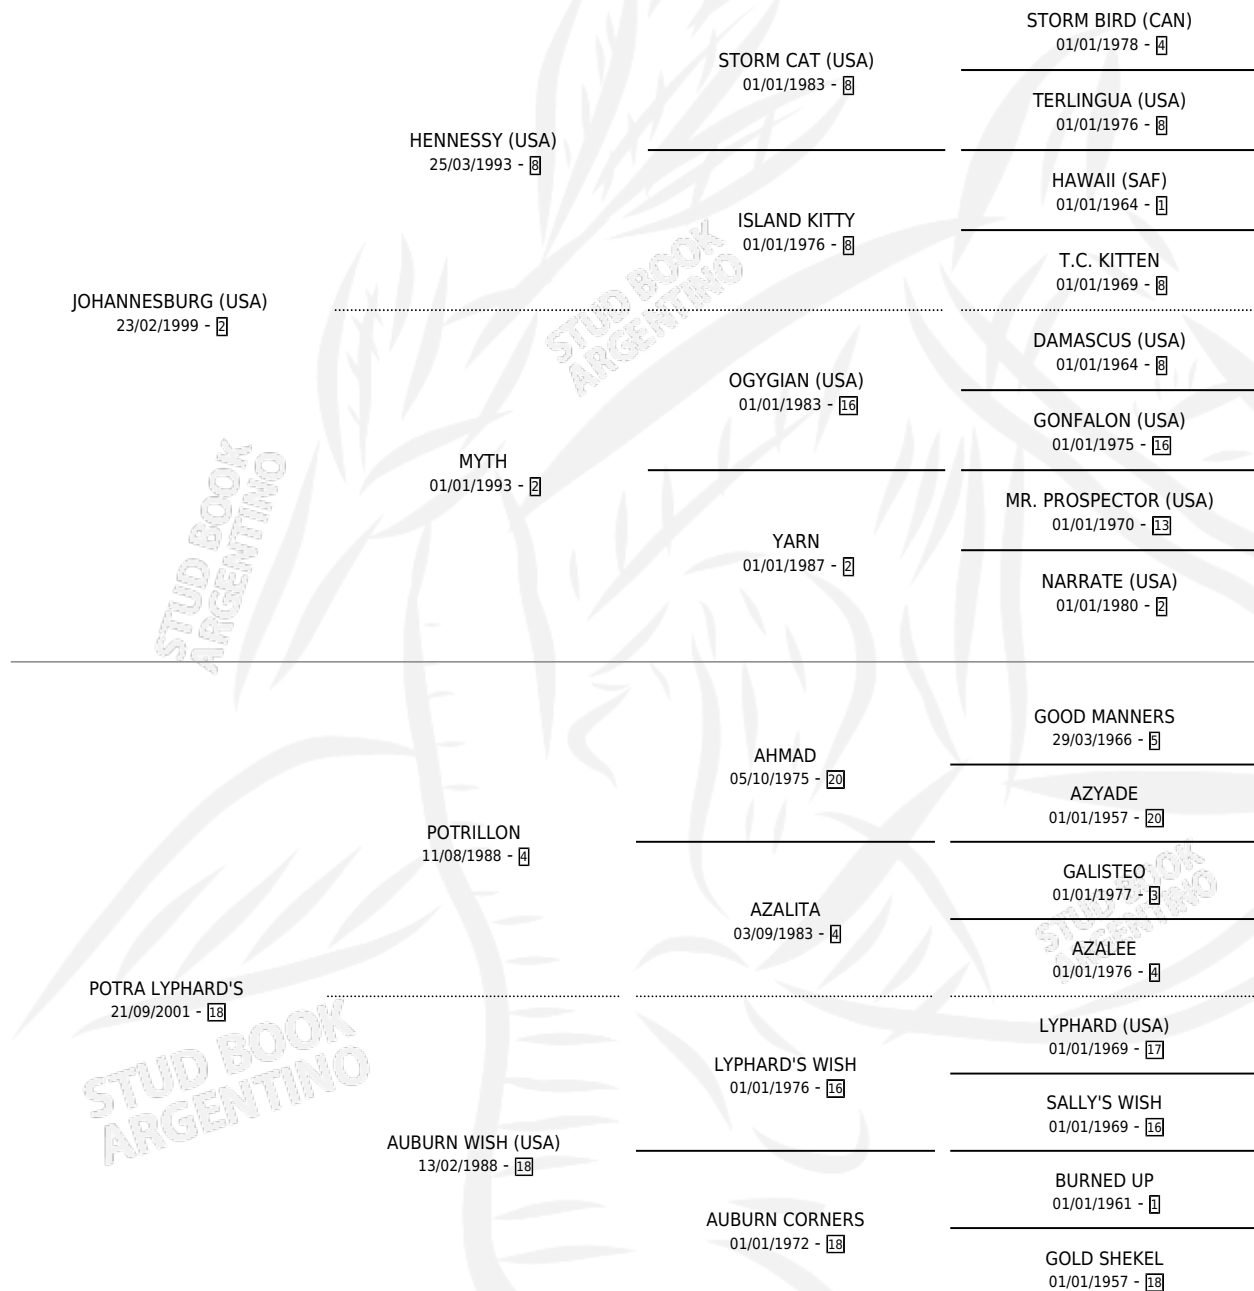 STORM BIRD (CAN)
01/01/1978 - 4
STORM CAT (USA)
01/01/1983 - 8
TERLINGUA (USA)
01/01/1976 - 8
HENNESSY (USA)
25/03/1993 - 8
HAWAII (SAF)
01/01/1964 - 1
ISLAND KITTY
01/01/1976 - 8
T.C. KITTEN
01/01/1969 - 8
JOHANNESBURG (USA)
23/02/1999 - 2
DAMASCUS (USA)
01/01/1964 - 8
OGYGIAN (USA)
01/01/1983 - 16
GONFALON (USA)
01/01/1975 - 16
MYTH
01/01/1993 - 2
MR. PROSPECTOR (USA)
01/01/1970 - 13
YARN
01/01/1987 - 2
NARRATE (USA)
01/01/1980 - 2
GOOD MANNERS
29/03/1966 - 5
AHMAD
05/10/1975 - 20
AZYADE
01/01/1957 - 20
POTRILLON
11/08/1988 - 4
GALISTEO
01/01/1977 - 3
AZALITA
03/09/1983 - 4
AZALEE
01/01/1976 - 4
POTRA LYPHARD'S
21/09/2001 - 18
LYPHARD (USA)
01/01/1969 - 17
LYPHARD'S WISH
01/01/1976 - 16
SALLY'S WISH
01/01/1969 - 16
AUBURN WISH (USA)
13/02/1988 - 18
BURNED UP
01/01/1961 - 1
AUBURN CORNERS
01/01/1972 - 18
GOLD SHEKEL
01/01/1957 - 18
STUD BOOK
ARGENTINO
STUD BOOK
ARGENTINO
STUD BOOK
ARGENTINO
STUD BOOK
ARGENTINO